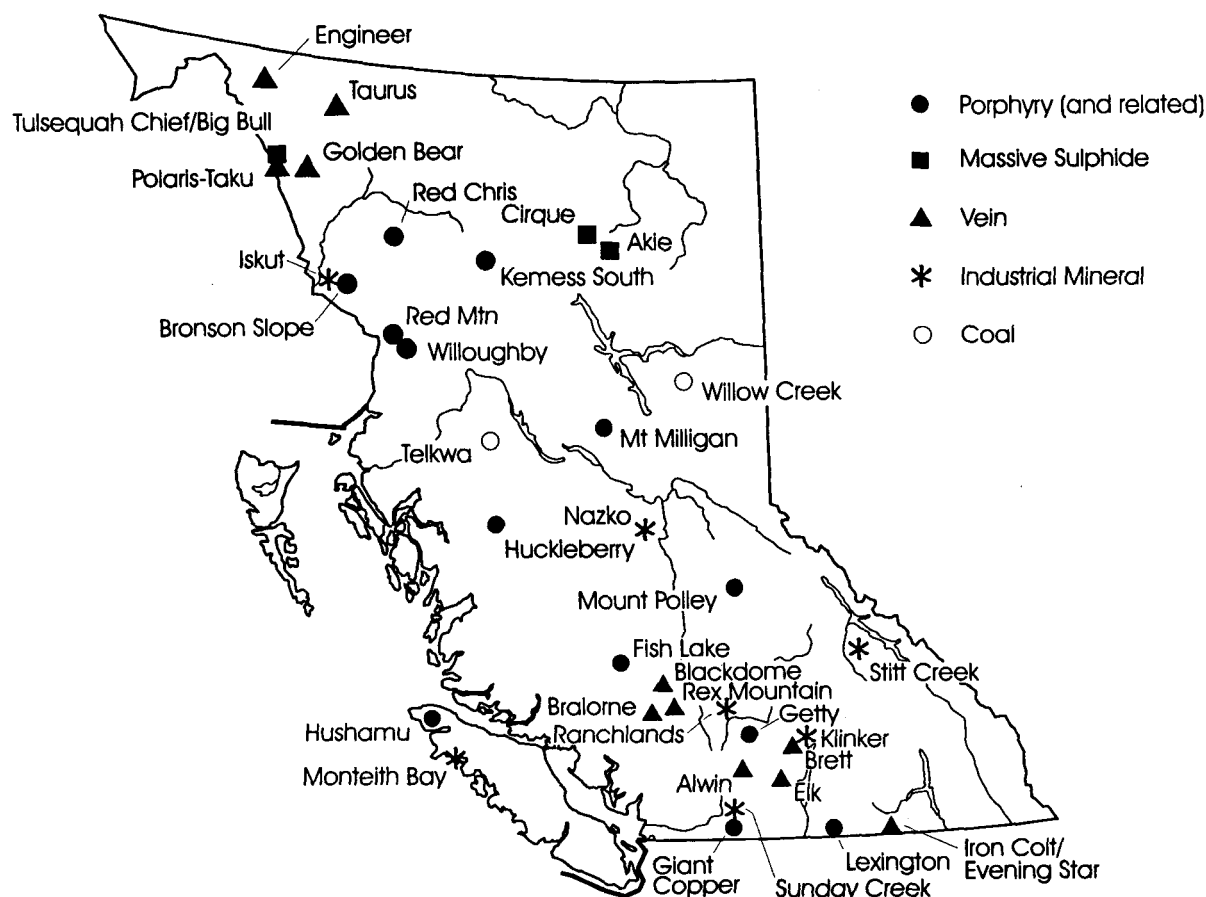 Engineer
Taurus
Tulsequah Chief/Big Bull
Golden Bear
Polaris-Taku
Red Chris
Cirque
Akie
Iskut
Kemess South
Bronson Slope
Red Mtn
Willoughby
Willow Creek
Mt Milligan
Telkwa
Nazko
Huckleberry
Mount Polley
Fish Lake
Stitt Creek
Blackdome
Rex Mountain
Bralorne
Ranchlands
Getty
Hushamu
Klinker
Brett
Monteith Bay
Alwin
Elk
Giant
Copper
Sunday Creek
Lexington
Iron Colt/
Evening Star
Porphyry (and related)
Massive Sulphide
Vein
Industrial Mineral
Coal